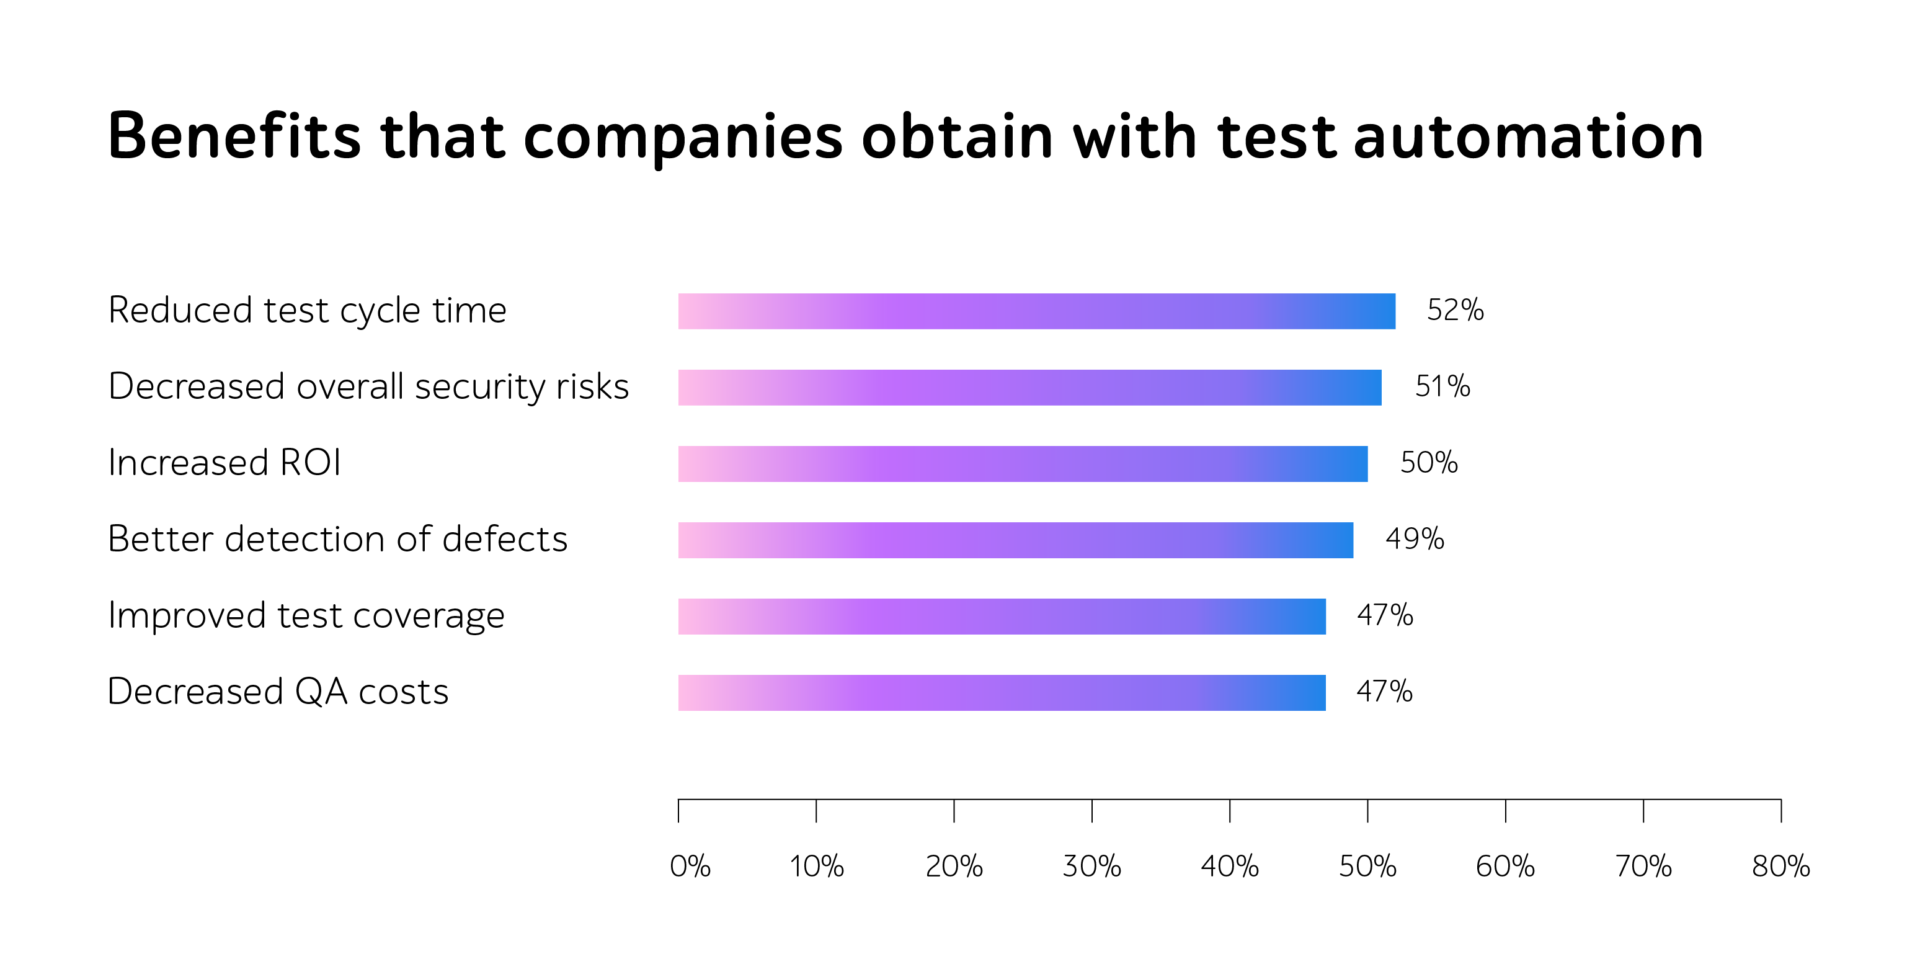 Benefits that companies obtain with test automation
Reduced test cycle time 52%
Decreased overall security risks 51%
Increased ROI 50%
Better detection of defects 49%
Improved test coverage 47%
Decreased QA costs 47%
0% 10% 20% 30% 40% 50% 60% 70% 80%